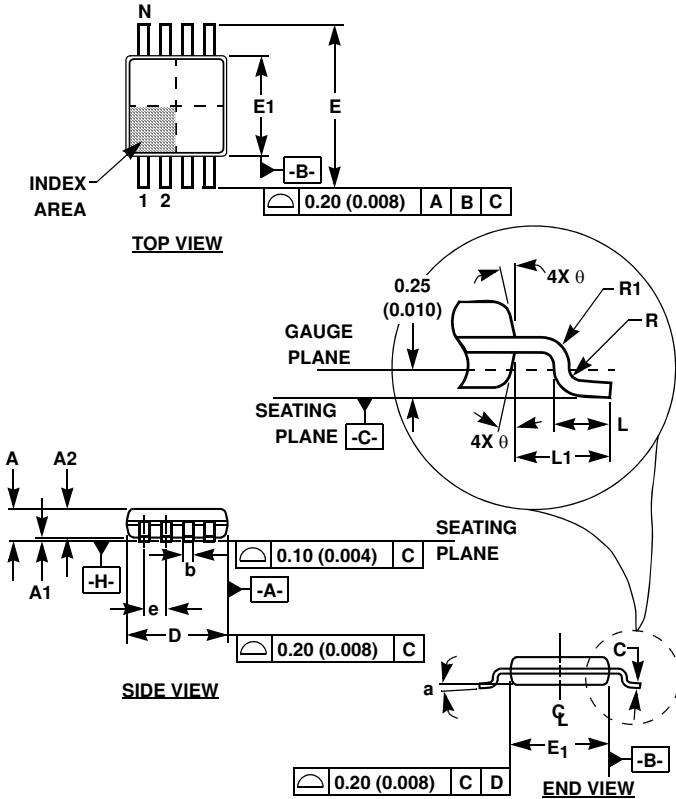 N
E1
E
-B-
INDEX
AREA
1 2
0.20 (0.008) A B C
TOP VIEW
0.25
(0.010)
4X θ
R1
R
GAUGE
PLANE
SEATING
PLANE
-C-
4X θ
L
L1
A A2
SEATING
PLANE
0.10 (0.004) C
b
-H-
A1
-A-
e
D
0.20 (0.008) C
SIDE VIEW
C
a
CL
E1
-B-
0.20 (0.008) C D
END VIEW